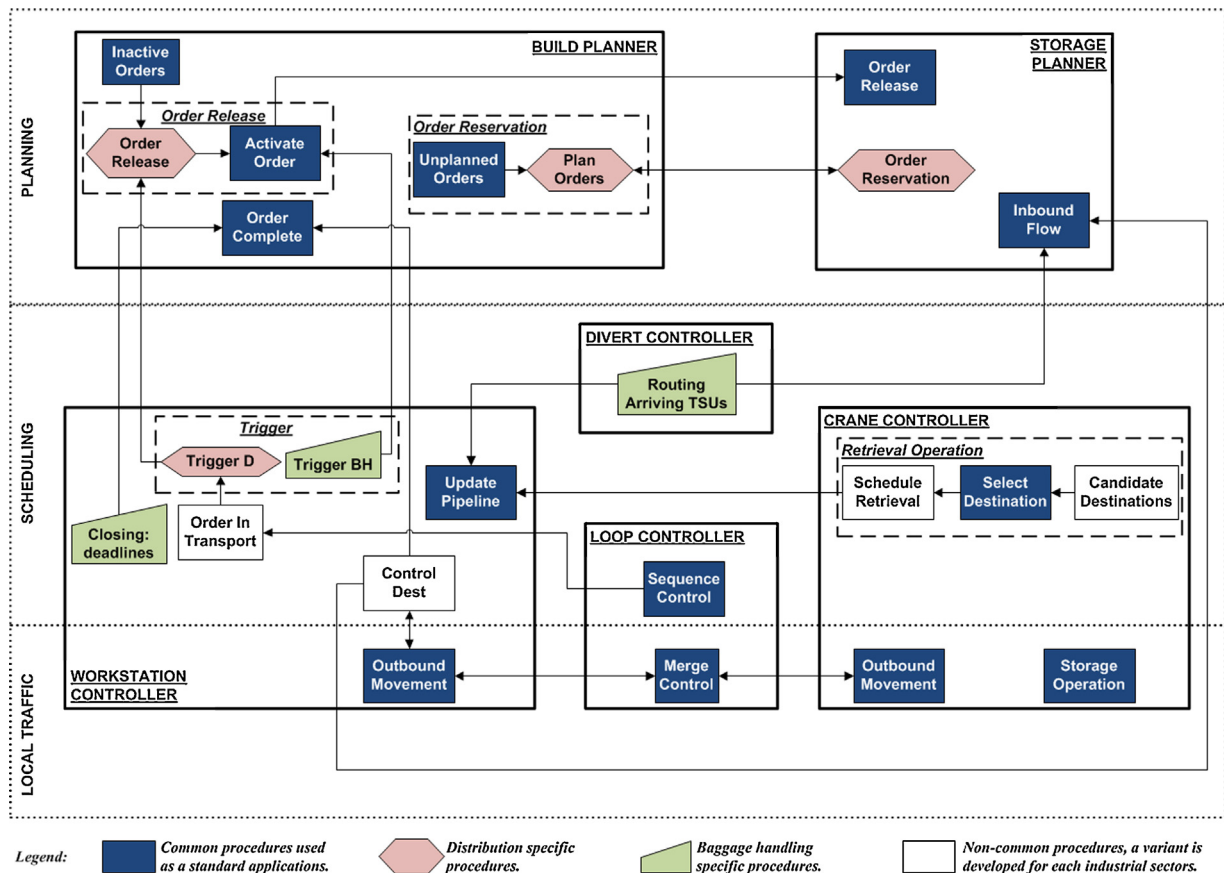 PLANNING
BUILD PLANNER
Inactive
Orders
Order Release
Order
Release
Activate
Order
Order
Complete
Order Reservation
Unplanned
Orders
Plan
Orders
STORAGE
PLANNER
Order
Release
Order
Reservation
Inbound
Flow
SCHEDULING
DIVERT CONTROLLER
Routing
Arriving TSUs
Trigger
Trigger D
Trigger BH
Closing:
deadlines
Order In
Transport
Update
Pipeline
Control
Dest
CRANE CONTROLLER
Retrieval Operation
Schedule
Retrieval
Select
Destination
Candidate
Destinations
LOOP CONTROLLER
Sequence
Control
LOCAL TRAFFIC
WORKSTATION
CONTROLLER
Outbound
Movement
Merge
Control
Outbound
Movement
Storage
Operation
Legend:
Common procedures used
as a standard applications.
Distribution specific
procedures.
Baggage handling
specific procedures.
Non-common procedures, a variant is
developed for each industrial sectors.